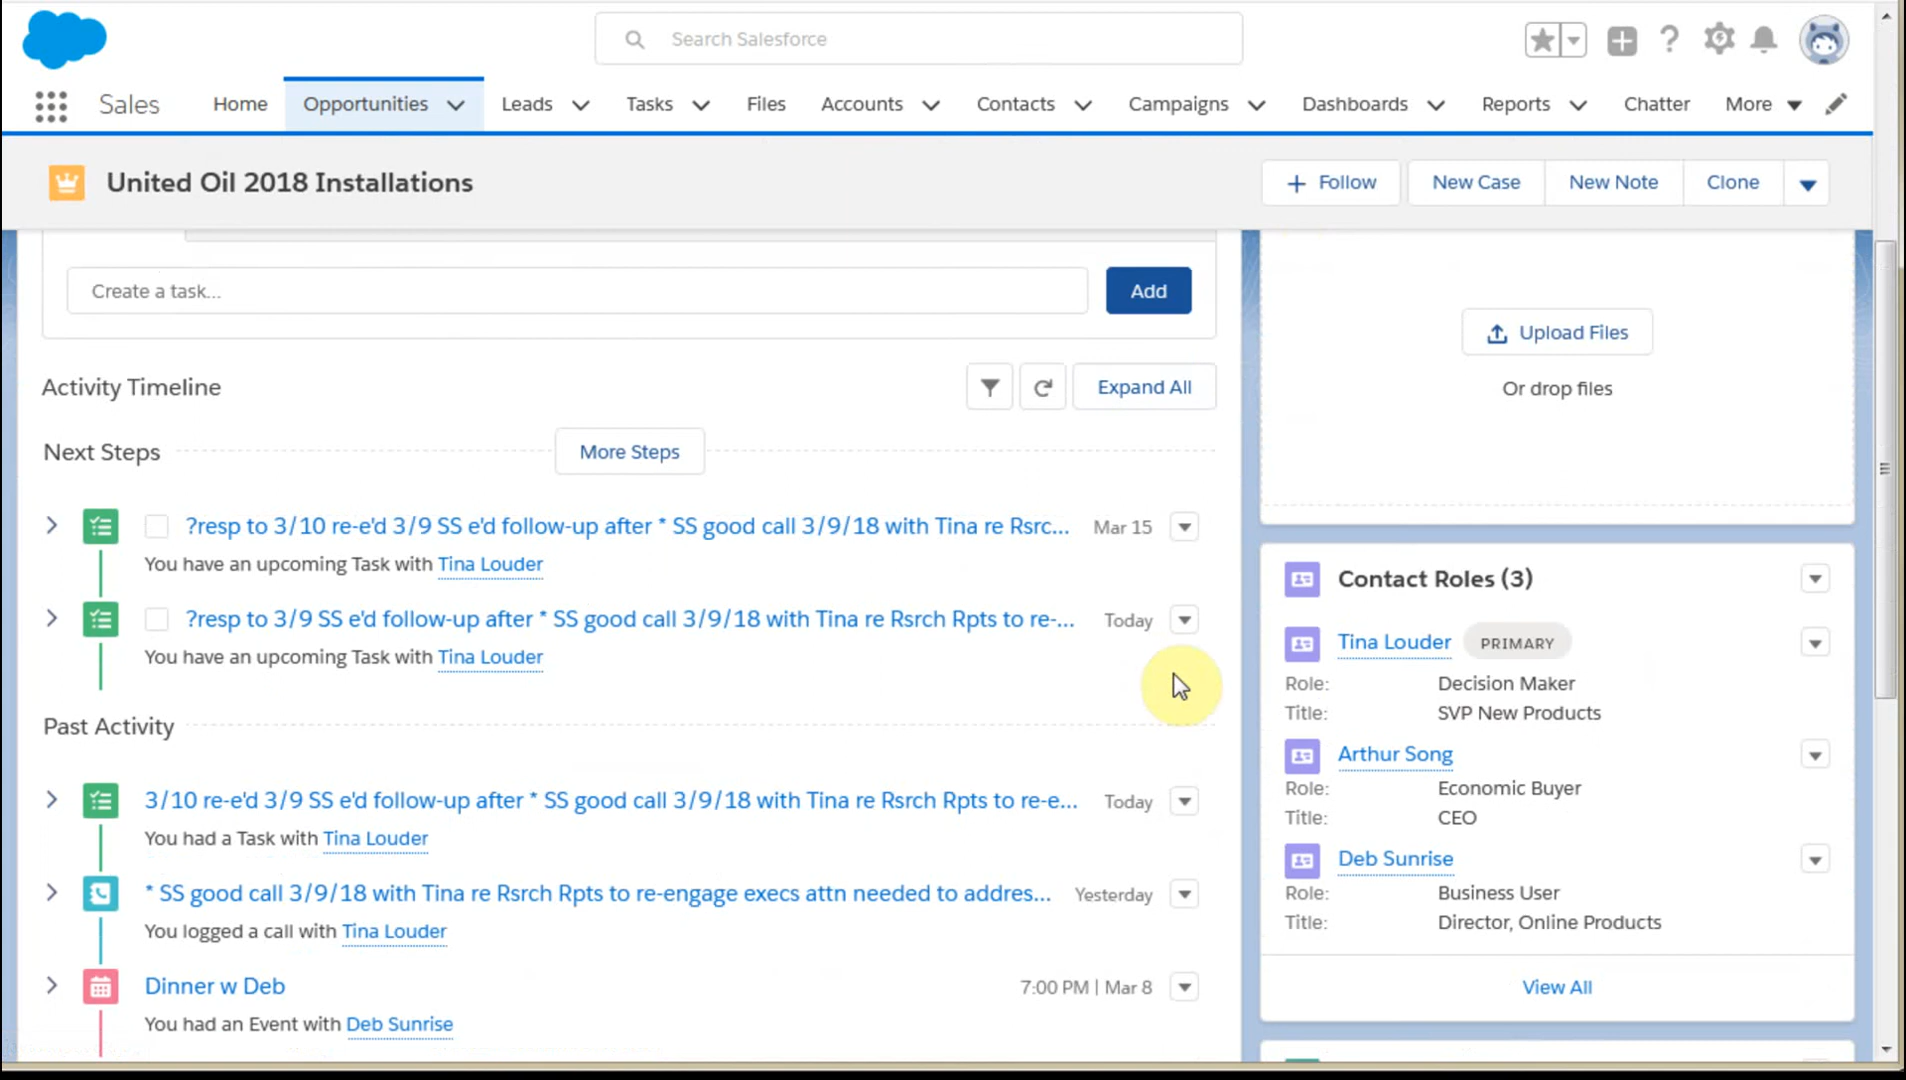 Search Salesforce
Sales Home Opportunities Leads Tasks Files Accounts Contacts Campaigns Dashboards Reports Chatter More
United Oil 2018 Installations
+ Follow New Case New Note Clone
Create a task... Add
Activity Timeline Expand All
Next Steps More Steps
?resp to 3/10 re-e'd 3/9 SS e'd follow-up after * SS good call 3/9/18 with Tina re Rsrc... Mar 15
You have an upcoming Task with Tina Louder
?resp to 3/9 SS e'd follow-up after * SS good call 3/9/18 with Tina re Rsrch Rpts to re-... Today
You have an upcoming Task with Tina Louder
Past Activity
3/10 re-e'd 3/9 SS e'd follow-up after * SS good call 3/9/18 with Tina re Rsrch Rpts to re-e... Today
You had a Task with Tina Louder
* SS good call 3/9/18 with Tina re Rsrch Rpts to re-engage execs attn needed to addres... Yesterday
You logged a call with Tina Louder
Dinner w Deb 7:00 PM | Mar 8
You had an Event with Deb Sunrise
Upload Files
Or drop files
Contact Roles (3)
Tina Louder PRIMARY
Role: Decision Maker
Title: SVP New Products
Arthur Song
Role: Economic Buyer
Title: CEO
Deb Sunrise
Role: Business User
Title: Director, Online Products
View All